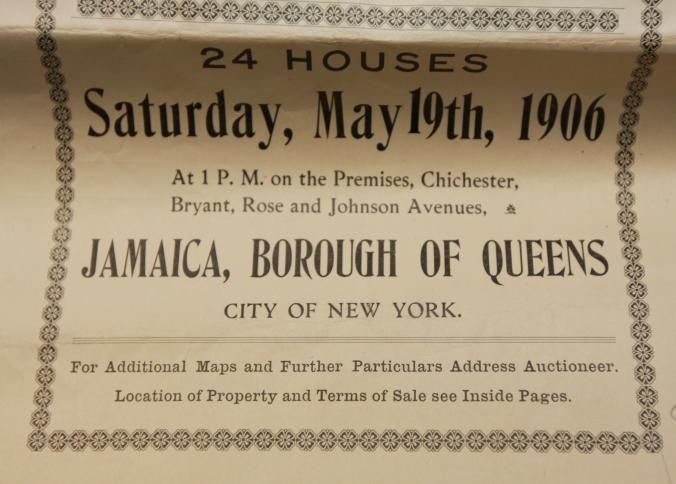 24 HOUSES
Saturday, May 19th, 1906
At 1 P. M. on the Premises, Chichester,
Bryant, Rose and Johnson Avenues,
JAMAICA, BOROUGH OF QUEENS
CITY OF NEW YORK.
For Additional Maps and Further Particulars Address Auctioneer.
Location of Property and Terms of Sale see Inside Pages.